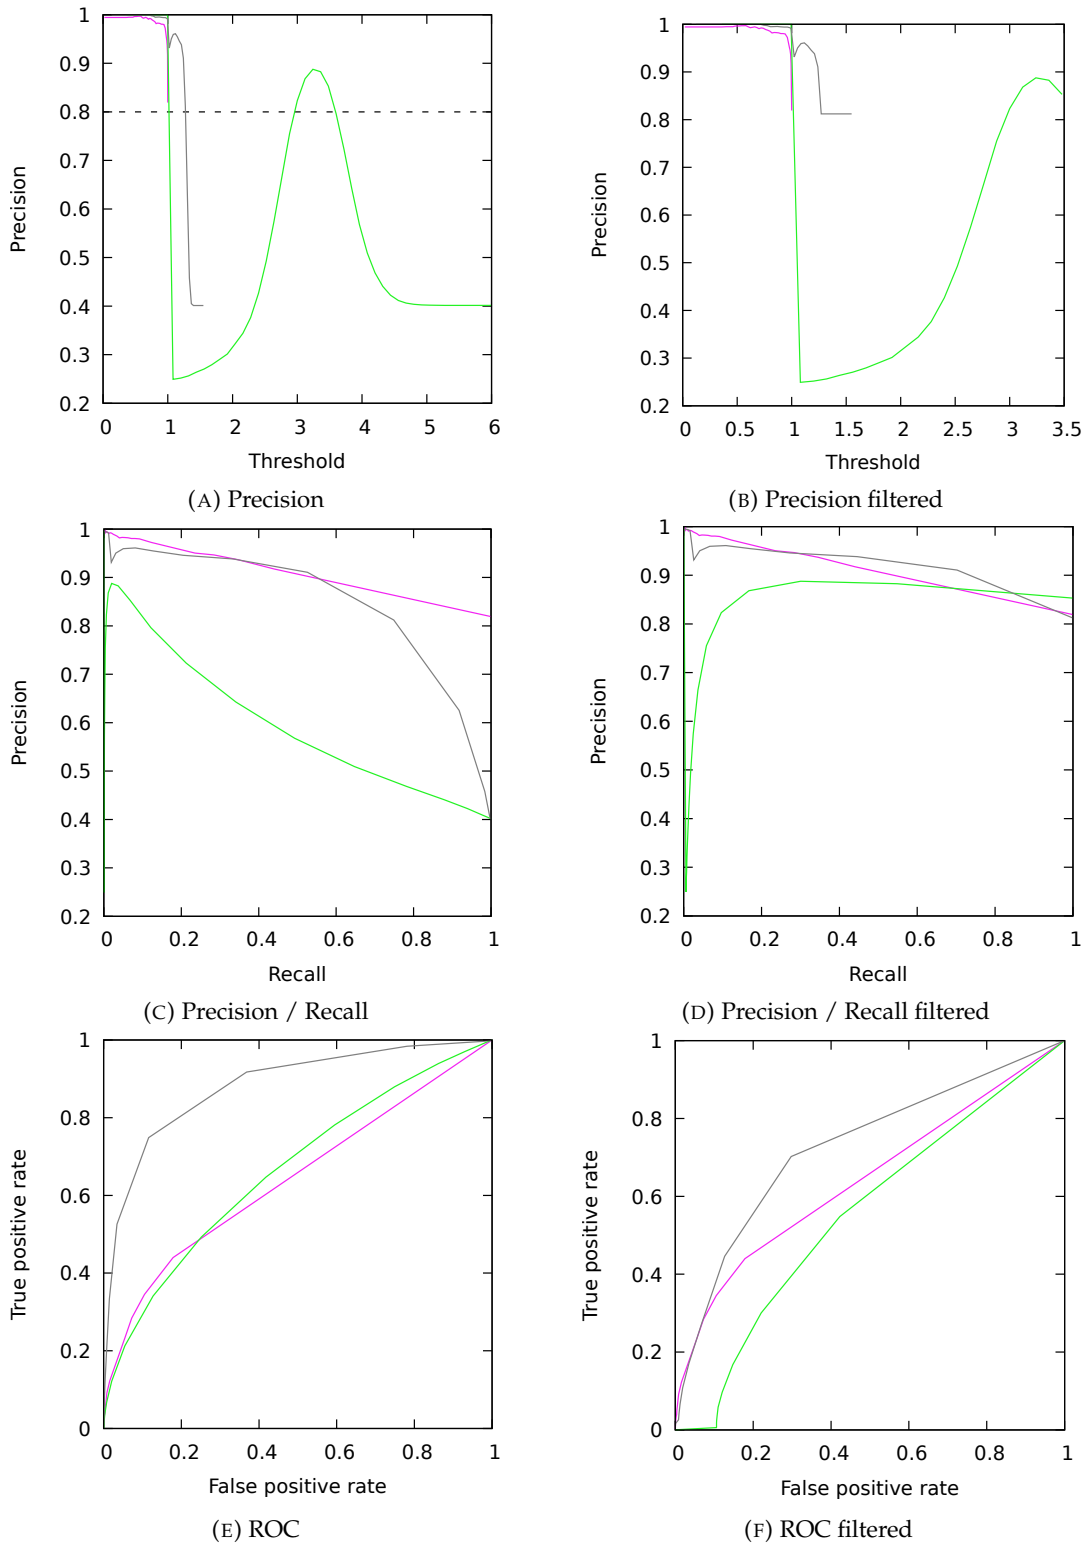 1
0.9
0.8
0.7
0.6
0.5
0.4
0.3
0.2
Precision
0 1 2 3 4 5 6
Threshold
(A) Precision
1
0.9
0.8
0.7
0.6
0.5
0.4
0.3
0.2
Precision
0 0.5 1 1.5 2 2.5 3 3.5
Threshold
(B) Precision filtered
1
0.9
0.8
0.7
0.6
0.5
0.4
0.3
0.2
Precision
0 0.2 0.4 0.6 0.8 1
Recall
(C) Precision / Recall
1
0.9
0.8
0.7
0.6
0.5
0.4
0.3
0.2
Precision
0 0.2 0.4 0.6 0.8 1
Recall
(D) Precision / Recall filtered
1
0.8
0.6
0.4
0.2
0
True positive rate
0 0.2 0.4 0.6 0.8 1
False positive rate
(E) ROC
1
0.8
0.6
0.4
0.2
0
True positive rate
0 0.2 0.4 0.6 0.8 1
False positive rate
(F) ROC filtered